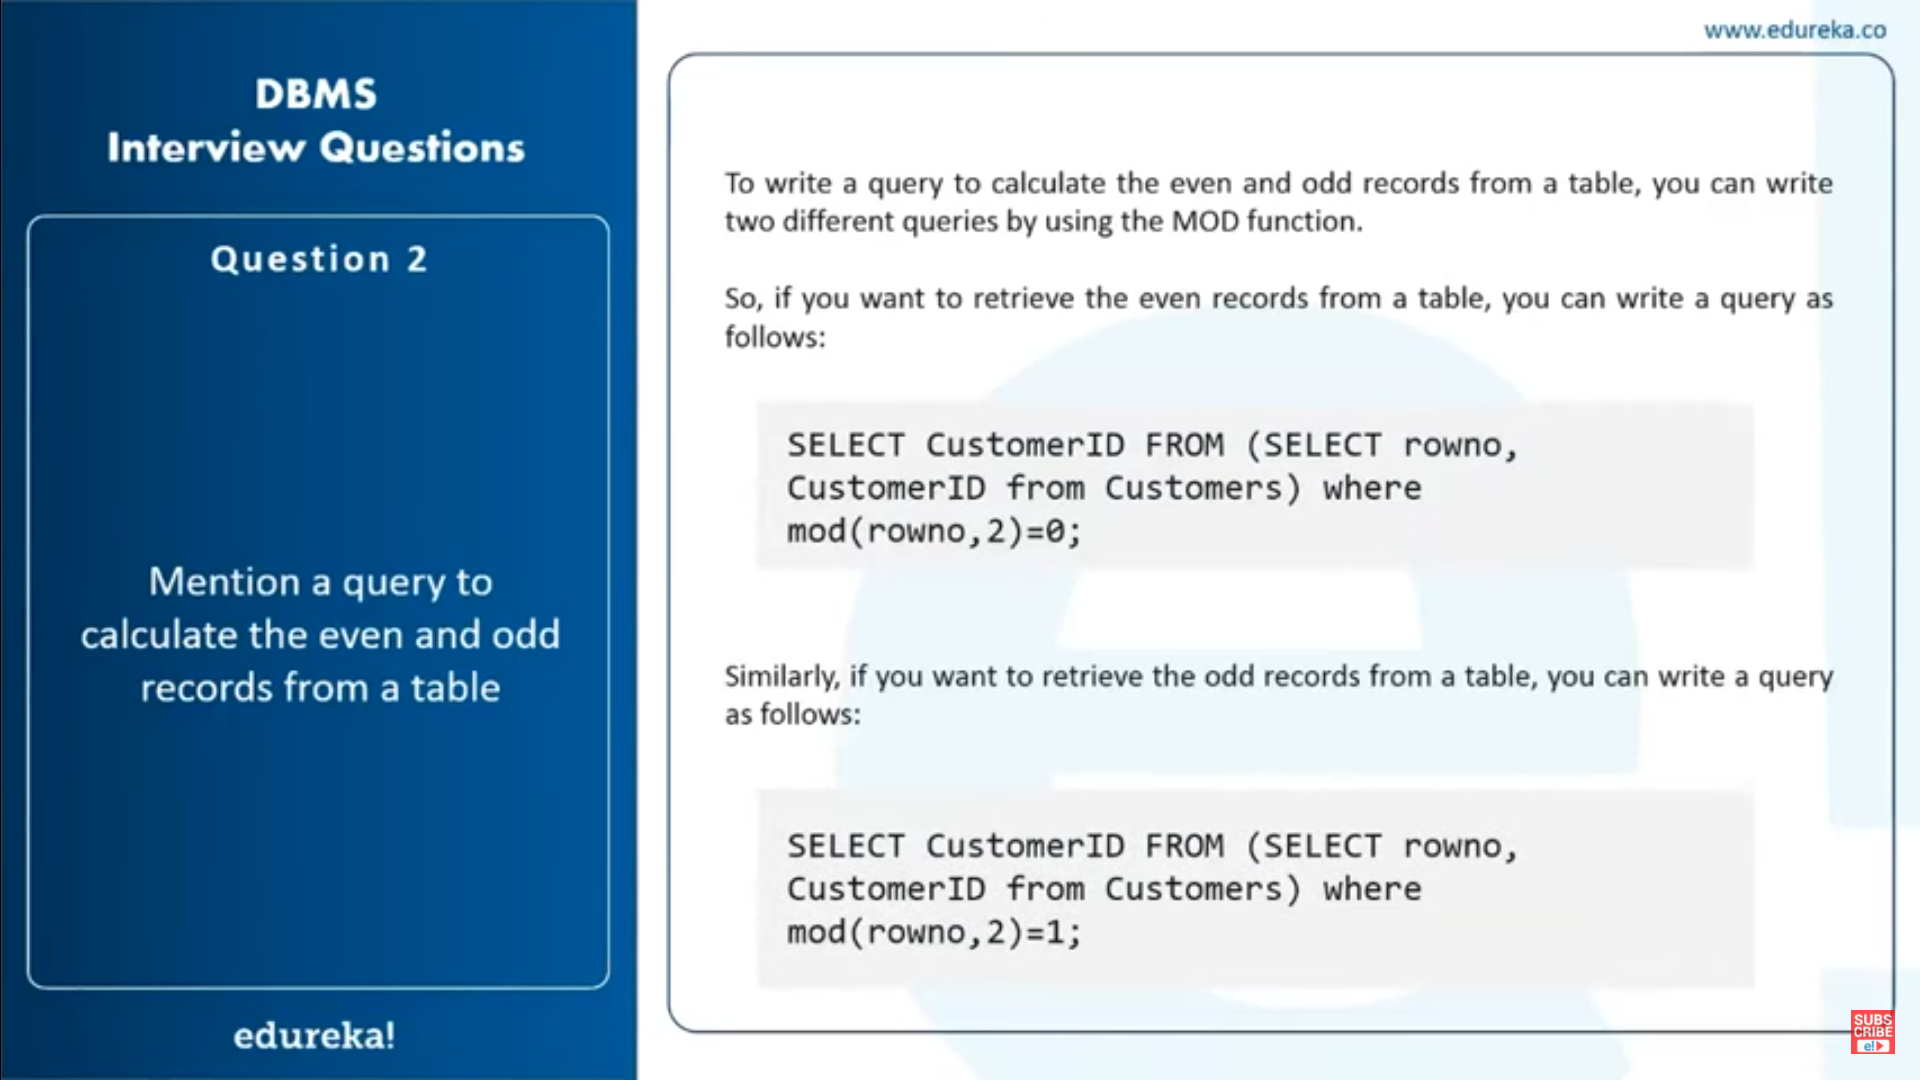 www.edureka.co
DBMS
Interview Questions
Question 2
Mention a query to
calculate the even and odd
records from a table
edureka!
To write a query to calculate the even and odd records from a table, you can write
two different queries by using the MOD function.
So, if you want to retrieve the even records from a table, you can write a query as
follows:
SELECT CustomerID FROM (SELECT rowno,
CustomerID from Customers) where
mod(rowno,2)=0;
Similarly, if you want to retrieve the odd records from a table, you can write a query
as follows:
SELECT CustomerID FROM (SELECT rowno,
CustomerID from Customers) where
mod(rowno,2)=1;
SUBS
CRIBE
e!